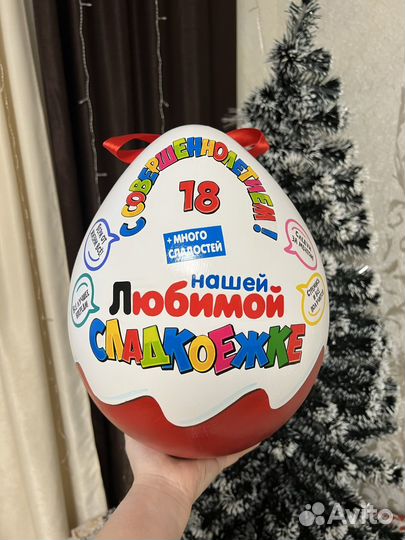 С СОВЕРШЕННОЛЕТИЕМ!
18
+ МНОГО
СЛАДОСТЕЙ
нашей
Любимой
СЛАДКОЕЖКЕ
Avito